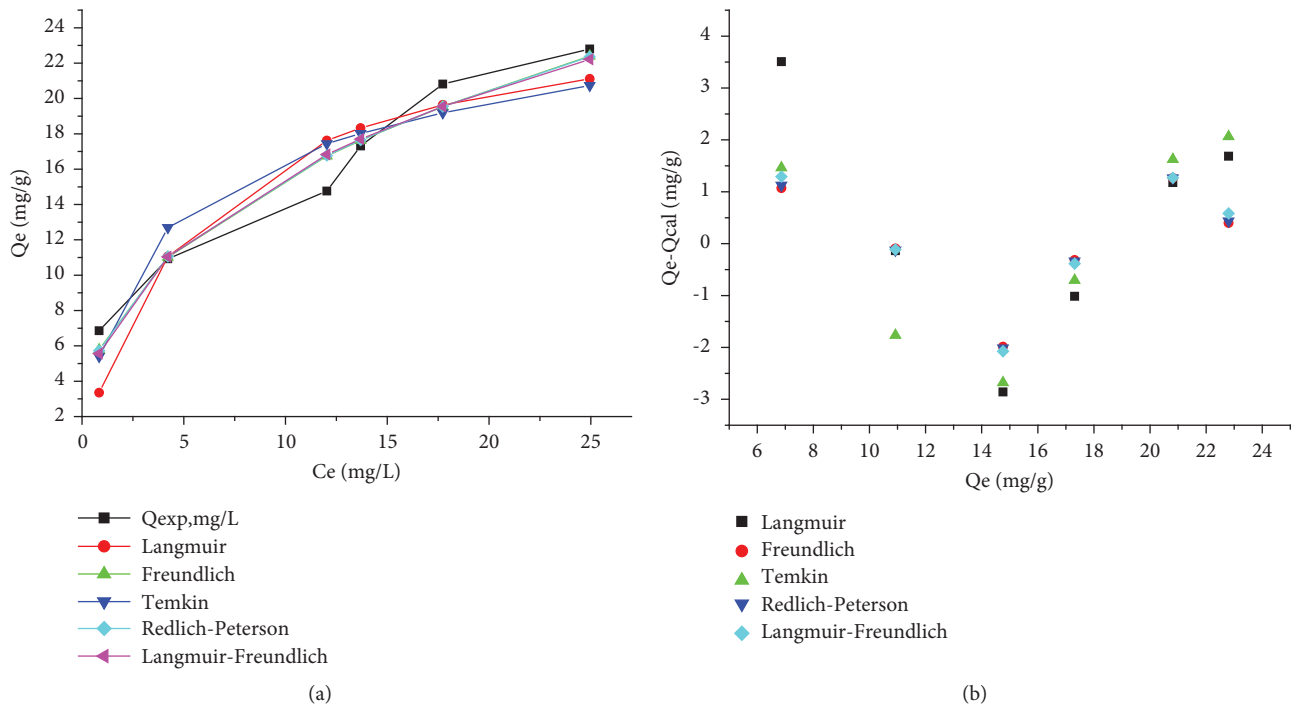 24
22
20
18
16
14
12
10
8
6
4
2
Qe (mg/g)
0 5 10 15 20 25
Ce (mg/L)
Qexp,mg/L
Langmuir
Freundlich
Temkin
Redlich-Peterson
Langmuir-Freundlich
(a)
4
3
2
1
0
-1
-2
-3
Qe-Qcal (mg/g)
6 8 10 12 14 16 18 20 22 24
Qe (mg/g)
Langmuir
Freundlich
Temkin
Redlich-Peterson
Langmuir-Freundlich
(b)